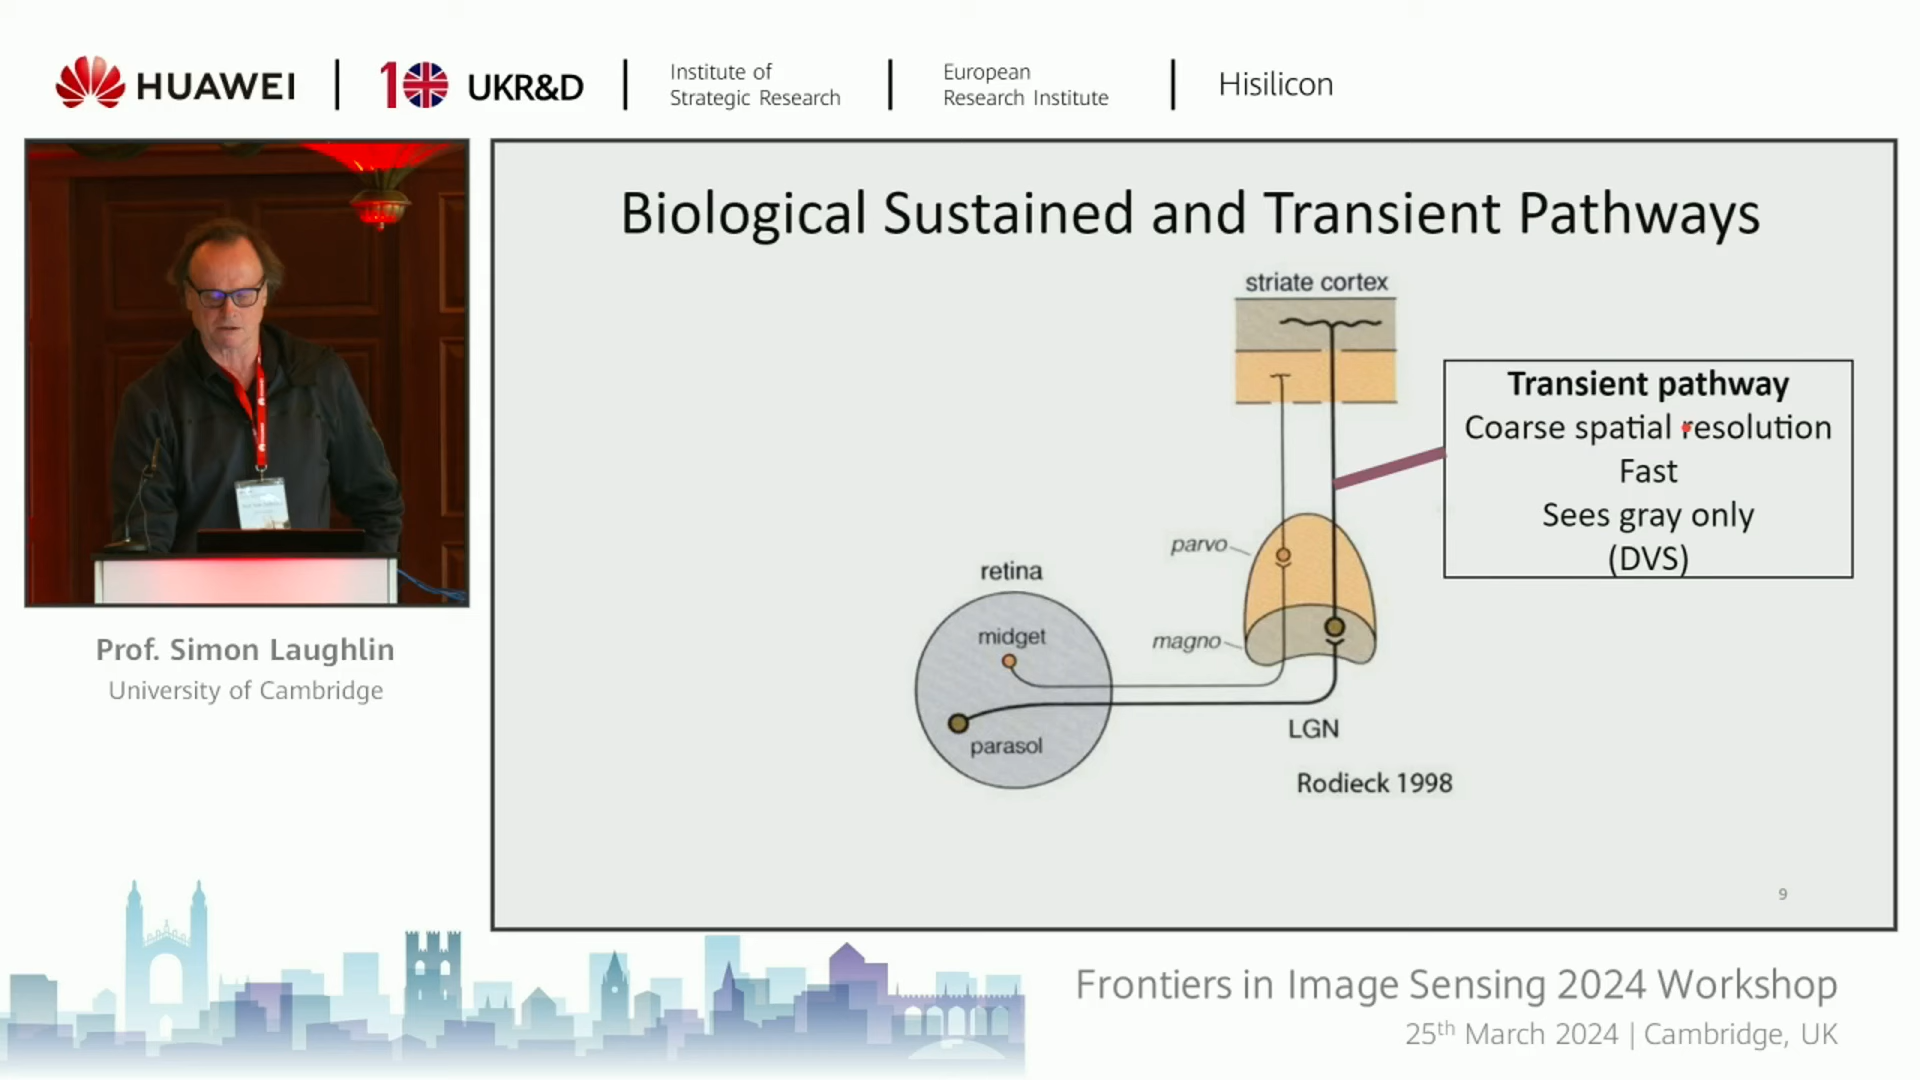 HUAWEI
10 UKR&D
Institute of
Strategic Research
European
Research Institute
Hisilicon
Biological Sustained and Transient Pathways
striate cortex
Transient pathway
Coarse spatial resolution
Fast
Sees gray only
(DVS)
parvo
retina
midget
magno
parasol
LGN
Rodieck 1998
9
Prof. Simon Laughlin
University of Cambridge
Frontiers in Image Sensing 2024 Workshop
25th March 2024 | Cambridge, UK